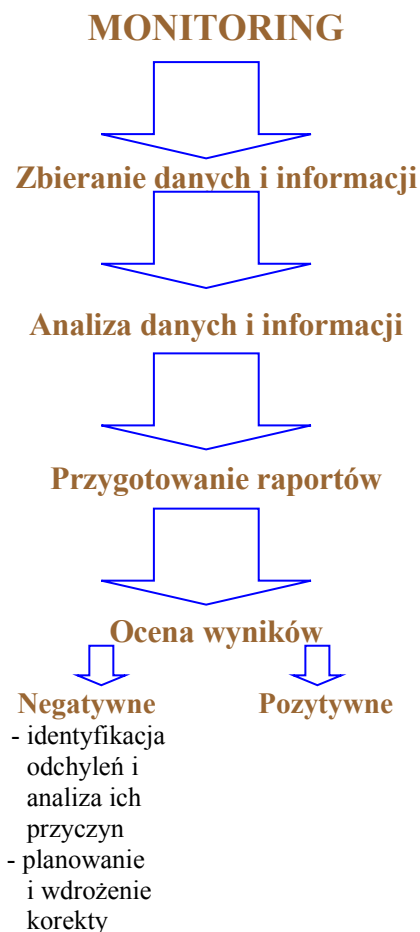 MONITORING
Zbieranie danych i informacji
Analiza danych i informacji
Przygotowanie raportów
Ocena wyników
Negatywne
Pozytywne
- identyfikacja
odchyleń i
analiza ich
przyczyn
- planowanie
i wdrożenie
korekty